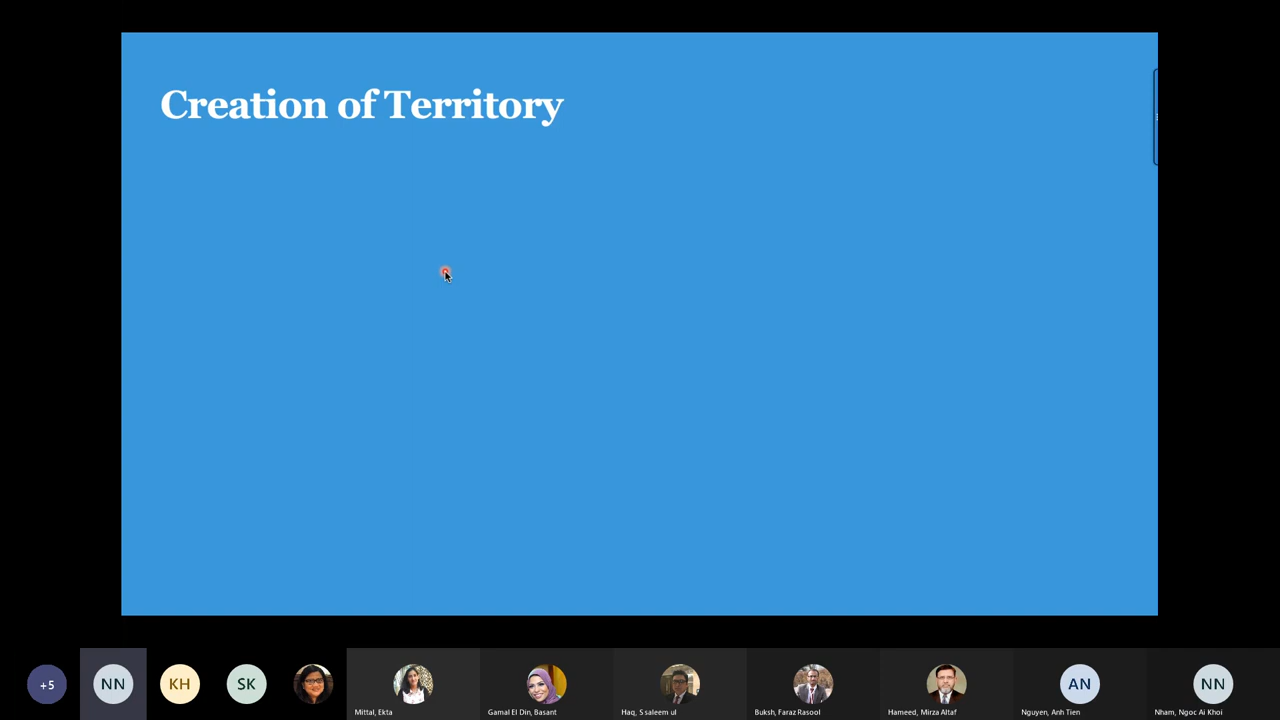 Creation of Territory
+5
NN
KH
SK
Mittal, Ekta
Gamal El Din, Basant
Haq, S saleem ul
Buksh, Faraz Rasool
Hameed, Mirza Altaf
AN
Nguyen, Anh Tien
NN
Nham, Ngoc Ai Khoi